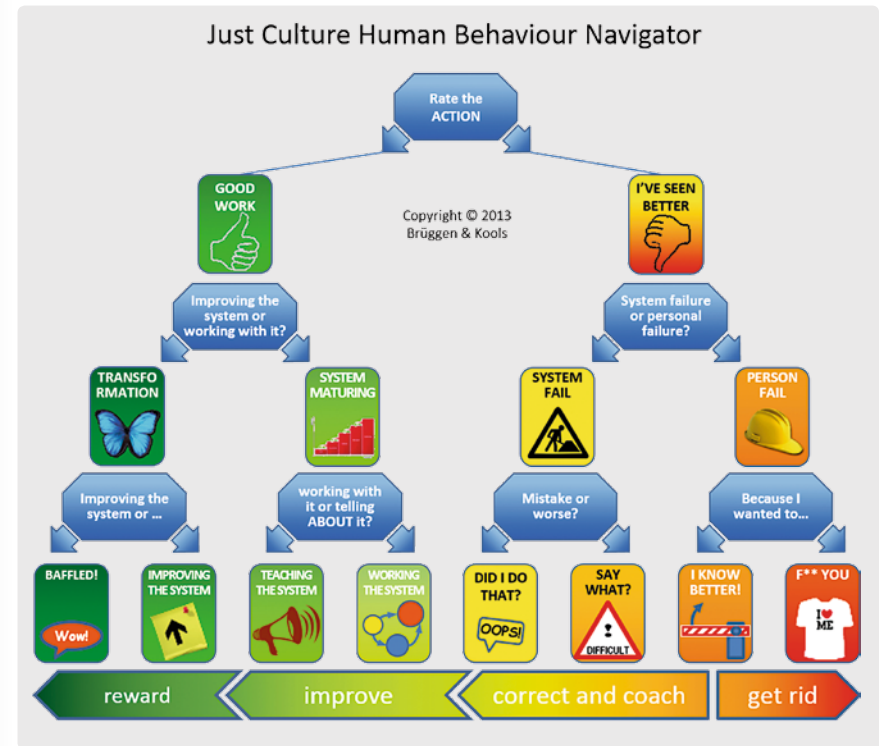 Just Culture Human Behaviour Navigator
Rate the
ACTION
GOOD
WORK
I'VE SEEN
BETTER
Copyright © 2013
Brüggen & Kools
Improving the
system or
working with it?
System failure
or personal
failure?
TRANSFO
RMATION
SYSTEM
MATURING
SYSTEM
FAIL
PERSON
FAIL
Improving the
system or ...
working with
it or telling
ABOUT it?
Mistake or
worse?
Because I
wanted to...
BAFFLED!
Wow!
IMPROVING
THE SYSTEM
TEACHING
THE SYSTEM
WORKING
THE SYSTEM
DID I DO
THAT?
OOPS!
SAY
WHAT?
!
DIFFICULT
I KNOW
BETTER!
F** YOU
I❤
ME
reward
improve
correct and coach
get rid